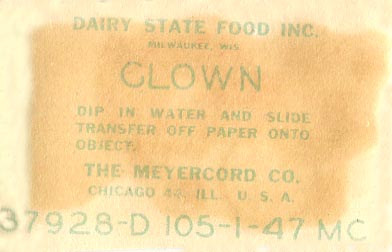 DAIRY STATE FOOD INC.
MILWAUKEE, WIS.
CLOWN
DIP IN WATER AND SLIDE
TRANSFER OFF PAPER ONTO
OBJECT.
THE MEYERCORD CO.
CHICAGO 44, ILL., U. S. A.
37928-D 105-1-47 MC